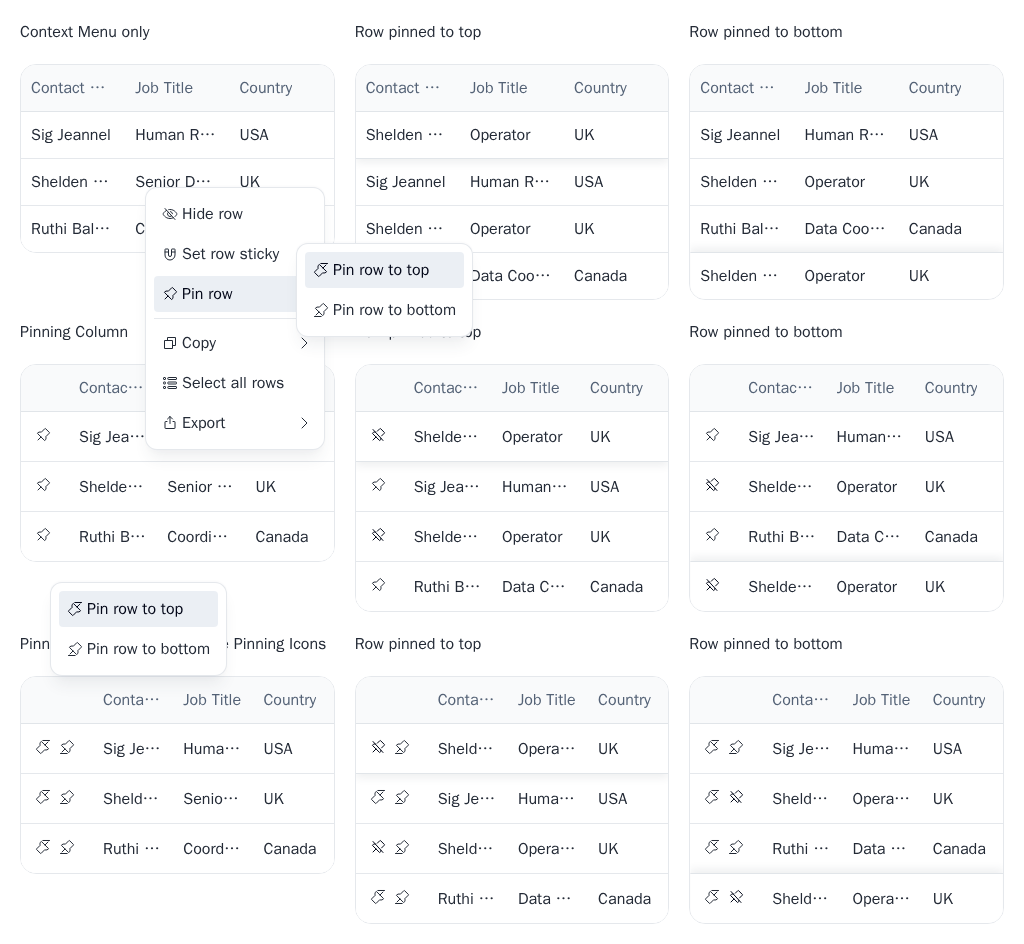 Context Menu only
Row pinned to top
Row pinned to bottom
Contact ···
Job Title
Country
Sig Jeannel
Human R···
USA
Shelden ···
Senior D···
UK
Ruthi Bal···
C
Contact ···
Job Title
Country
Shelden ···
Operator
UK
Sig Jeannel
Human R···
USA
Shelden ···
Operator
UK
Data Coo···
Canada
Contact ···
Job Title
Country
Sig Jeannel
Human R···
USA
Shelden ···
Operator
UK
Ruthi Bal···
Data Coo···
Canada
Shelden ···
Operator
UK
Hide row
Set row sticky
Pin row
Copy
Select all rows
Export
Pin row to top
Pin row to bottom
Pinning Column
Row pinned to bottom
Contac···
Sig Jea···
Shelde···
Senior ···
UK
Ruthi B···
Coordi···
Canada
Contac···
Job Title
Country
Shelde···
Operator
UK
Sig Jea···
Human···
USA
Shelde···
Operator
UK
Ruthi B···
Data C···
Canada
Contac···
Job Title
Country
Sig Jea···
Human···
USA
Shelde···
Operator
UK
Ruthi B···
Data C···
Canada
Shelde···
Operator
UK
Pin row to top
Pin row to bottom
Pinn
Pinning Icons
Row pinned to top
Row pinned to bottom
Conta···
Job Title
Country
Sig Je···
Huma···
USA
Sheld···
Senio···
UK
Ruthi ···
Coord···
Canada
Conta···
Job Title
Country
Sheld···
Opera···
UK
Sig Je···
Huma···
USA
Sheld···
Opera···
UK
Ruthi ···
Data ···
Canada
Conta···
Job Title
Country
Sig Je···
Huma···
USA
Sheld···
Opera···
UK
Ruthi ···
Data ···
Canada
Sheld···
Opera···
UK